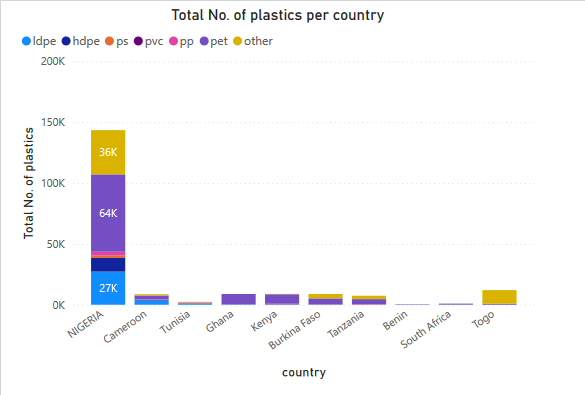 Total No. of plastics per country
ldpe hdpe ps pvc pp pet other
200K
150K
100K
50K
0K
Total No. of plastics
36K
64K
27K
NIGERIA
Cameroon
Tunisia
Ghana
Kenya
Burkina Faso
Tanzania
Benin
South Africa
Togo
country